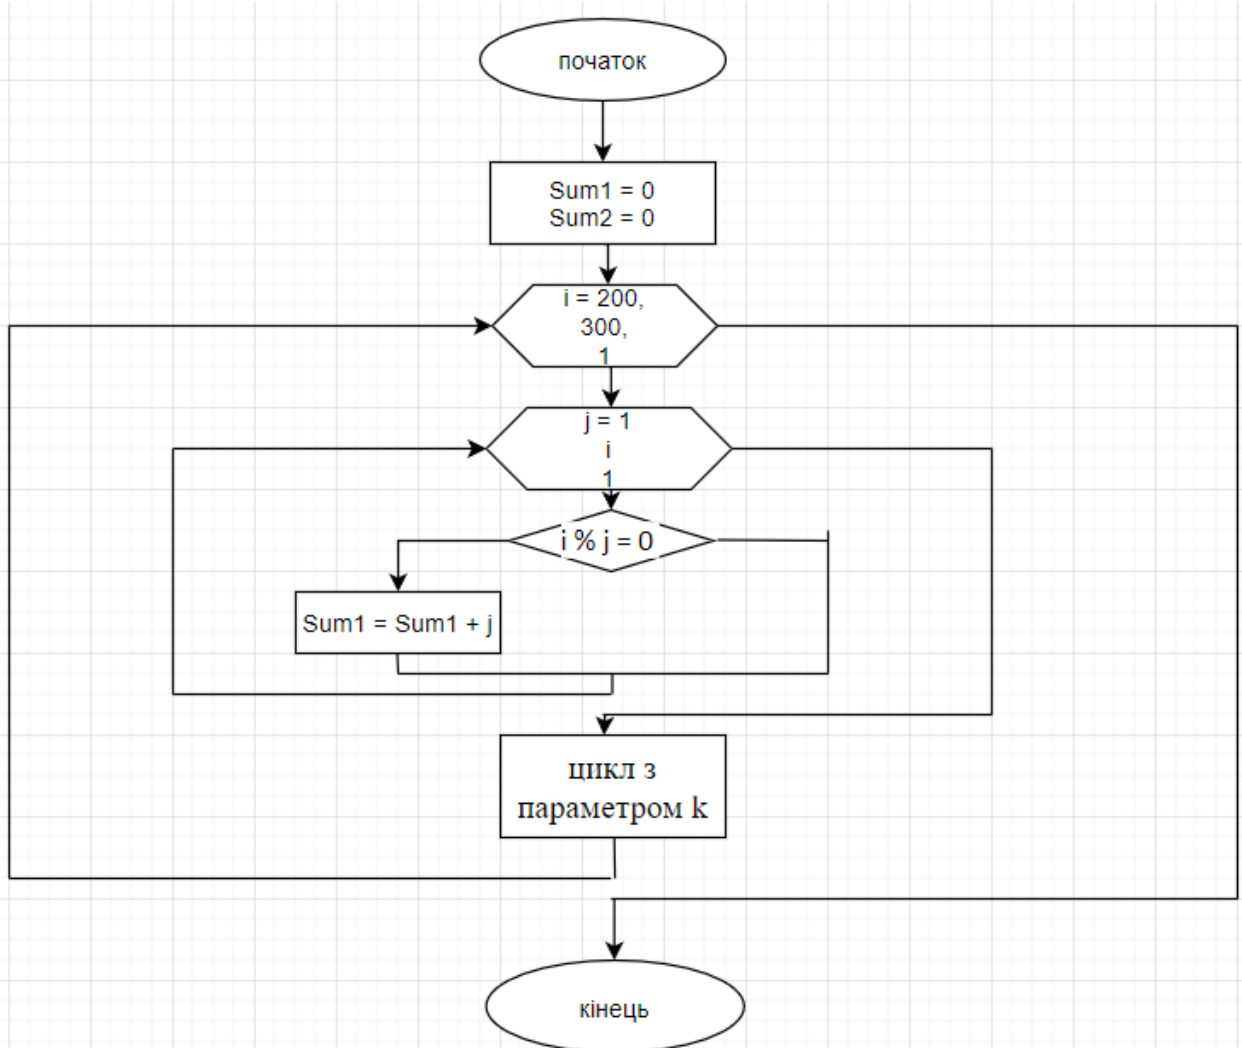 початок
Sum1 = 0
Sum2 = 0
i = 200,
300,
1
j = 1
i
1
i % j = 0
Sum1 = Sum1 + j
цикл з
параметром k
кінець